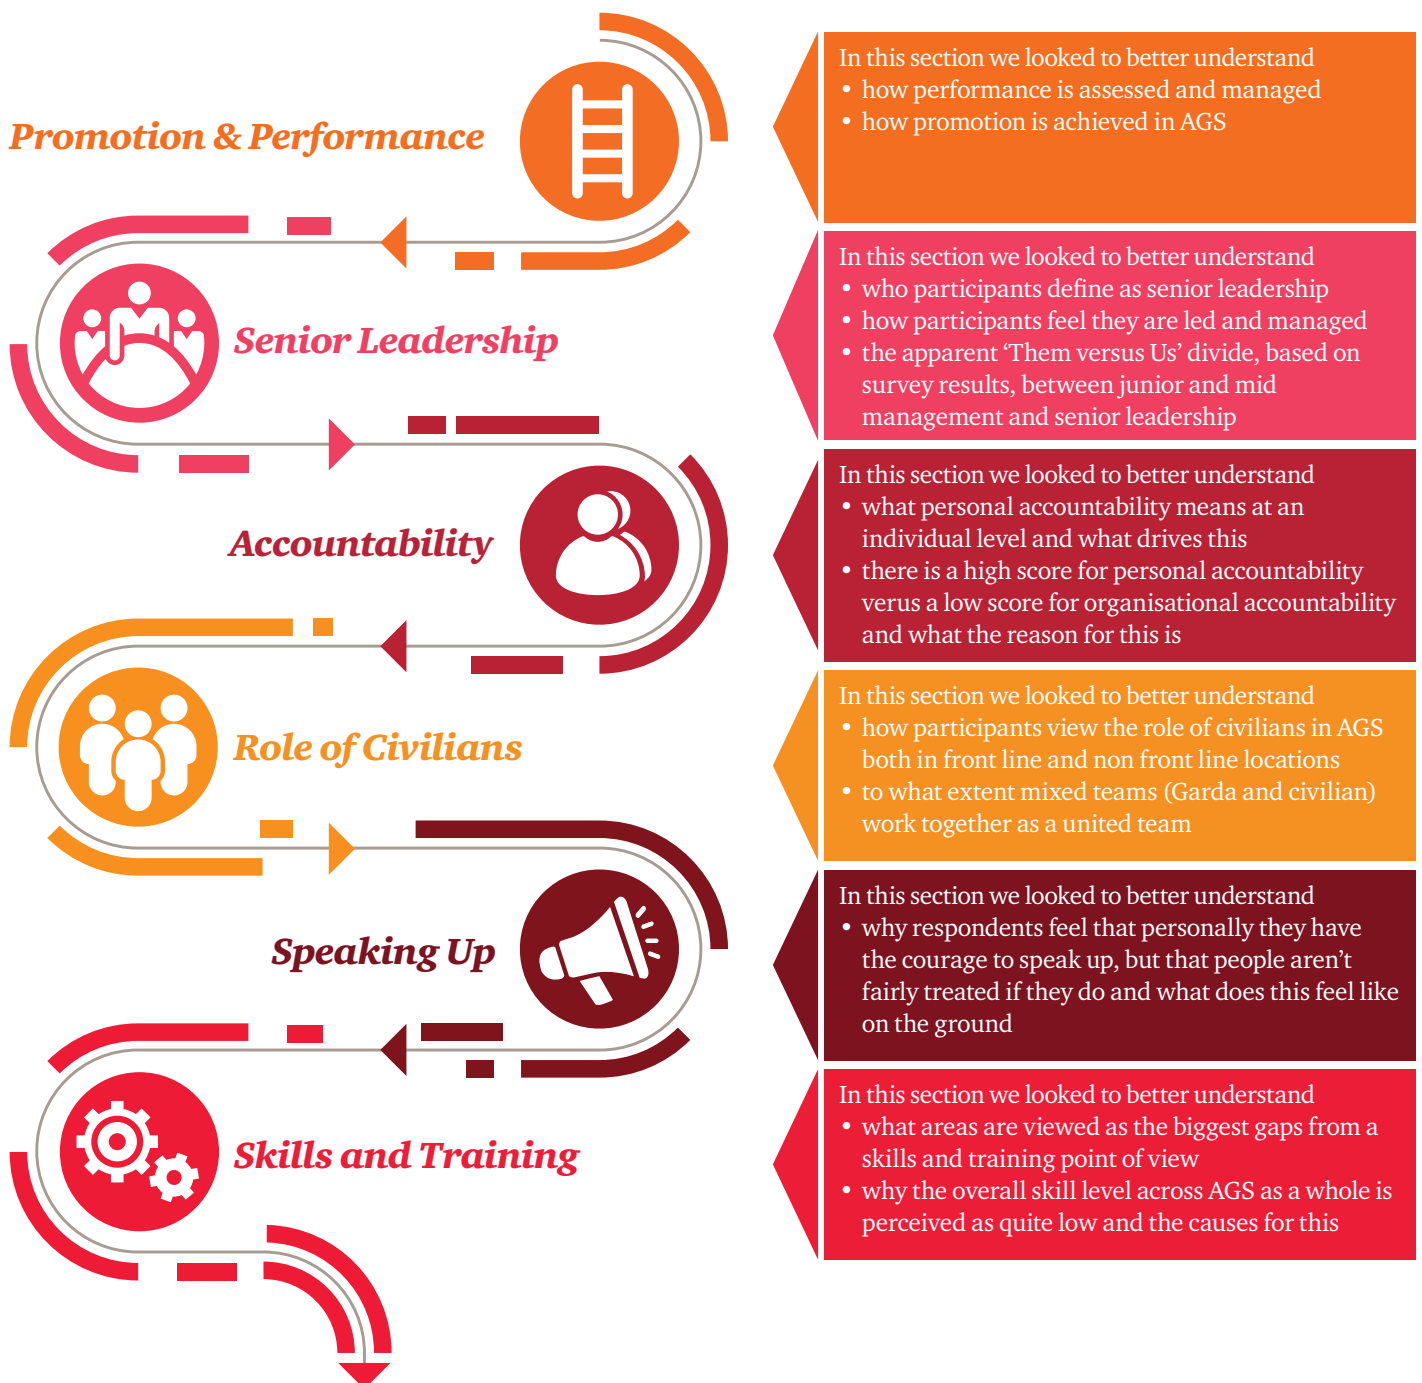 Promotion & Performance
In this section we looked to better understand
• how performance is assessed and managed
• how promotion is achieved in AGS
Senior Leadership
In this section we looked to better understand
• who participants define as senior leadership
• how participants feel they are led and managed
• the apparent ‘Them versus Us’ divide, based on
survey results, between junior and mid
management and senior leadership
Accountability
In this section we looked to better understand
• what personal accountability means at an
individual level and what drives this
• there is a high score for personal accountability
verus a low score for organisational accountability
and what the reason for this is
Role of Civilians
In this section we looked to better understand
• how participants view the role of civilians in AGS
both in front line and non front line locations
• to what extent mixed teams (Garda and civilian)
work together as a united team
Speaking Up
In this section we looked to better understand
• why respondents feel that personally they have
the courage to speak up, but that people aren’t
fairly treated if they do and what does this feel like
on the ground
Skills and Training
In this section we looked to better understand
• what areas are viewed as the biggest gaps from a
skills and training point of view
• why the overall skill level across AGS as a whole is
perceived as quite low and the causes for this